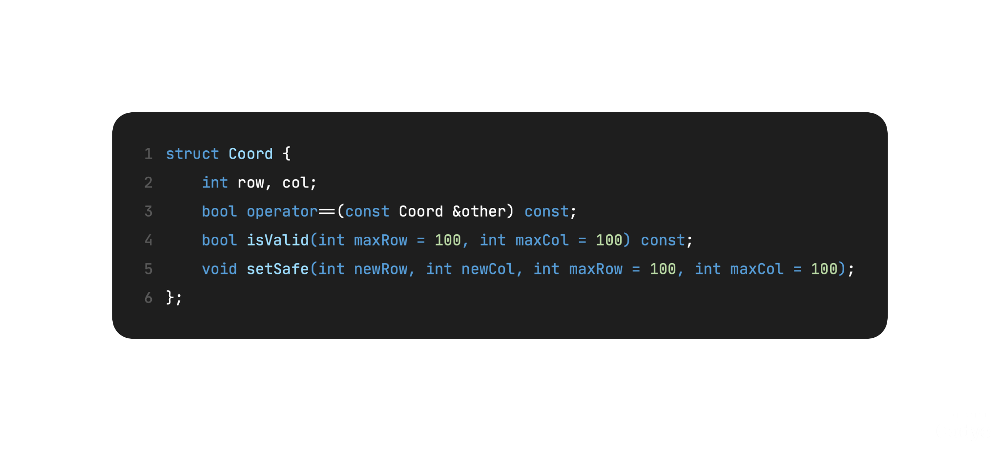 1 struct Coord {
2     int row, col;
3     bool operator==(const Coord &other) const;
4     bool isValid(int maxRow = 100, int maxCol = 100) const;
5     void setSafe(int newRow, int newCol, int maxRow = 100, int maxCol = 100);
6 };